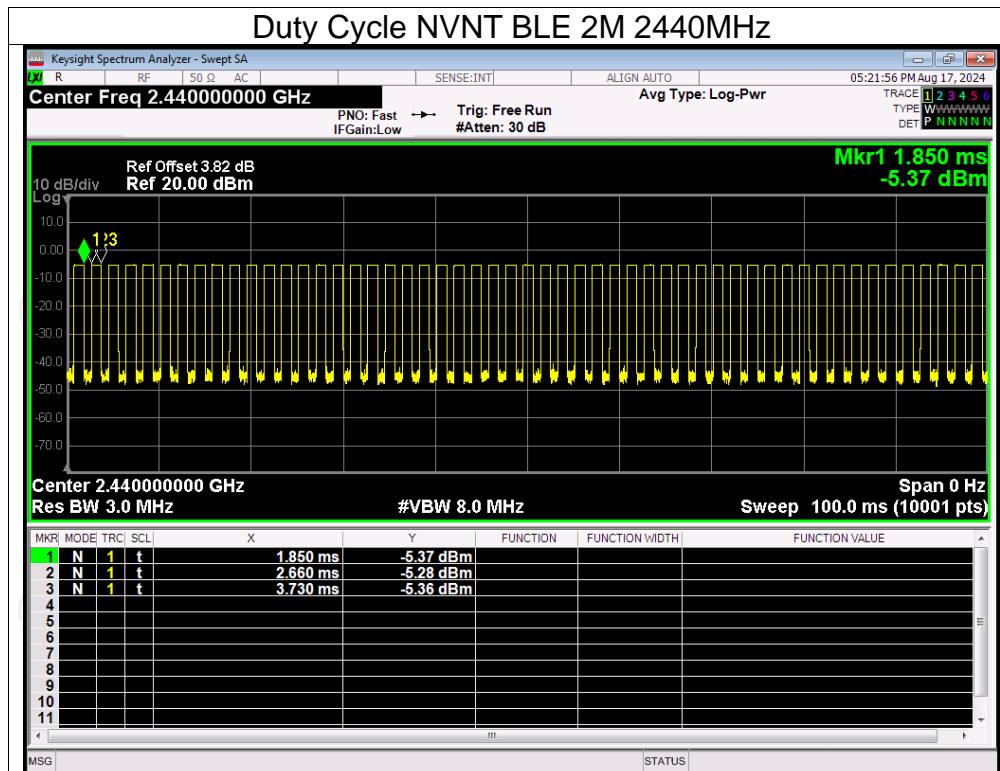 Duty Cycle NVNT BLE 2M 2440MHz
Keysight Spectrum Analyzer - Swept SA
LXI R RF 50 Ω AC SENSE:INT ALIGN AUTO 05:21:56 PM Aug 17, 2024
Center Freq 2.440000000 GHz
PNO: Fast
IFGain:Low
Trig: Free Run
#Atten: 30 dB
Avg Type: Log-Pwr
TRACE 1 2 3 4 5 6
TYPE WWWWWW
DET P N N N N N
Ref Offset 3.82 dB
10 dB/div Ref 20.00 dBm
Log
Mkr1 1.850 ms
-5.37 dBm
10.0
0.00
-10.0
-20.0
-30.0
-40.0
-50.0
-60.0
-70.0
Center 2.440000000 GHz Span 0 Hz
Res BW 3.0 MHz #VBW 8.0 MHz Sweep 100.0 ms (10001 pts)
MKR MODE TRC SCL X Y FUNCTION FUNCTION WIDTH FUNCTION VALUE
1 N 1 t 1.850 ms -5.37 dBm
2 N 1 t 2.660 ms -5.28 dBm
3 N 1 t 3.730 ms -5.36 dBm
4
5
6
7
8
9
10
11
MSG STATUS